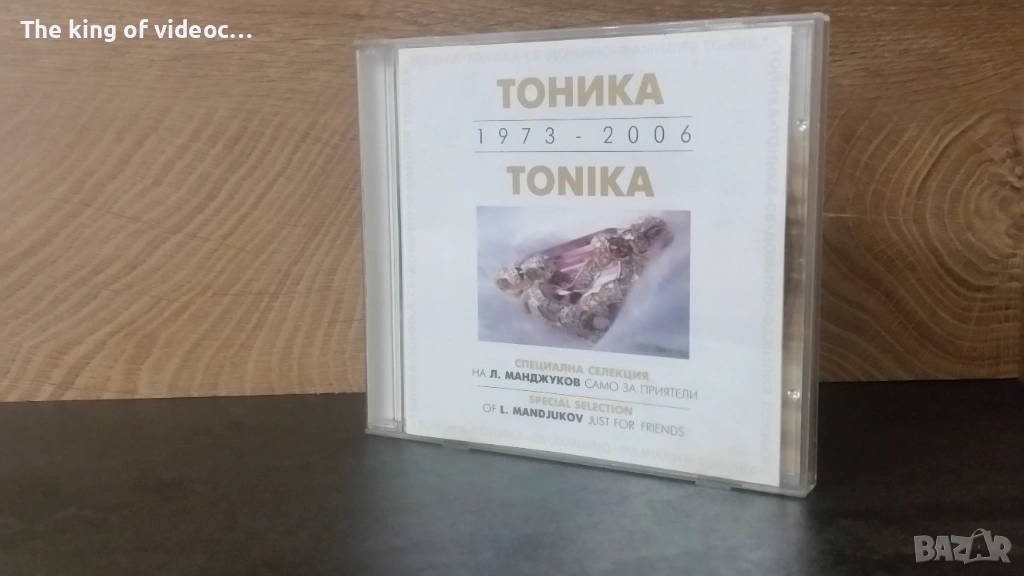 The king of videoc...
ТОНИКА
1973 - 2006
TONIKA
СПЕЦИАЛНА СЕЛЕКЦИЯ
НА Л. МАНДЖУКОВ САМО ЗА ПРИЯТЕЛИ
SPECIAL SELECTION
OF L. MANDJUKOV JUST FOR FRIENDS
BAZAR